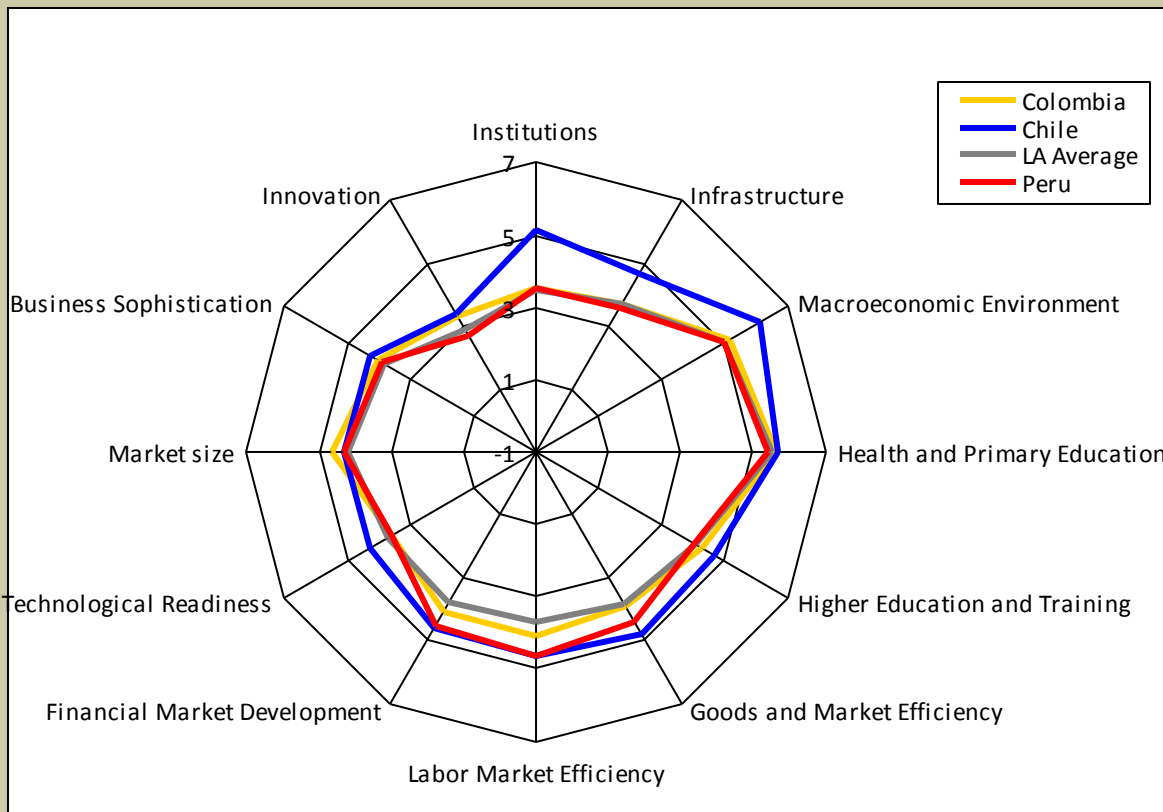 Colombia
Chile
LA Average
Peru
Institutions
Infrastructure
Macroeconomic Environment
Health and Primary Education
Higher Education and Training
Goods and Market Efficiency
Labor Market Efficiency
Financial Market Development
Technological Readiness
Market size
Business Sophistication
Innovation
7
5
3
1
-1